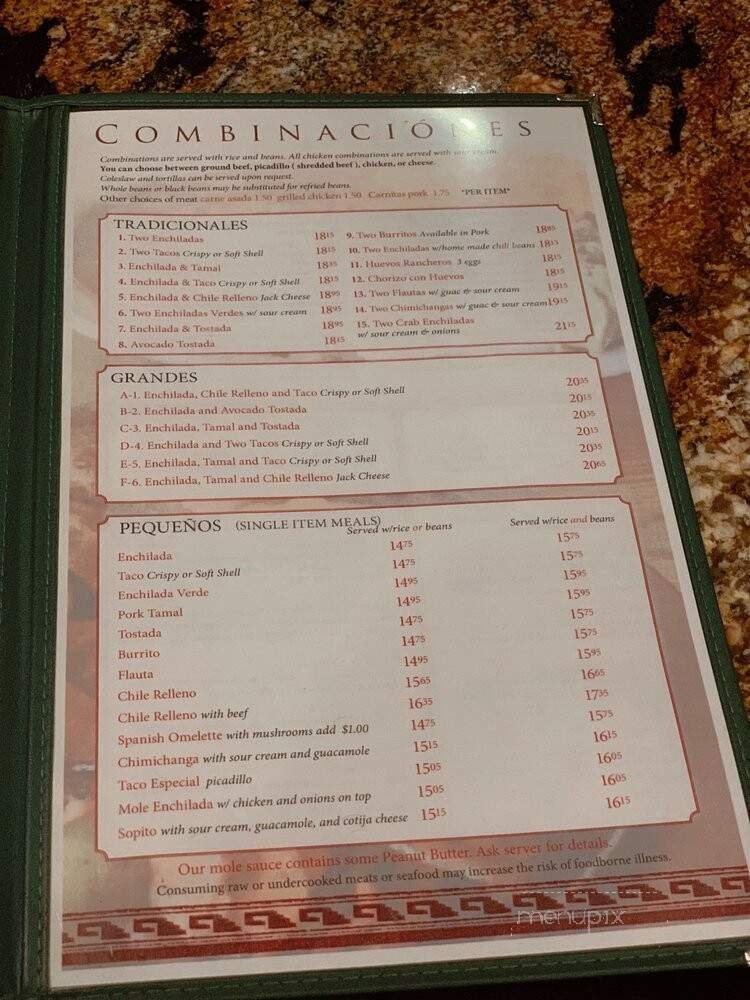 COMBINACIÓNES
Combinations are served with rice and beans. All chicken combinations are served with sour cream.
You can choose between ground beef, picadillo ( shredded beef ), chicken, or cheese.
Coleslaw and tortillas can be served upon request.
Whole beans or black beans may be substituted for refried beans.
Other choices of meat carne asada 1.50 grilled chicken 1.50 Carnitas pork 1.75 *PER ITEM*
TRADICIONALES
1. Two Enchiladas 18¹⁵
2. Two Tacos Crispy or Soft Shell 18¹⁵
3. Enchilada & Tamal 18³⁵
4. Enchilada & Taco Crispy or Soft Shell 18¹⁵
5. Enchilada & Chile Relleno Jack Cheese 18⁹⁵
6. Two Enchiladas Verdes w/ sour cream 18⁹⁵
7. Enchilada & Tostada 18⁹⁵
8. Avocado Tostada 18¹⁵
9. Two Burritos Available in Pork 18⁸⁵
10. Two Enchiladas w/home made chili beans 18¹⁵
11. Huevos Rancheros 3 eggs 18¹⁵
12. Chorizo con Huevos 18¹⁵
13. Two Flautas w/ guac & sour cream 19¹⁵
14. Two Chimichangas w/ guac & sour cream 19¹⁵
15. Two Crab Enchiladas
w/ sour cream & onions 21¹⁵
GRANDES
A-1. Enchilada, Chile Relleno and Taco Crispy or Soft Shell 20³⁵
B-2. Enchilada and Avocado Tostada 20¹⁵
C-3. Enchilada, Tamal and Tostada 20³⁵
D-4. Enchilada and Two Tacos Crispy or Soft Shell 20¹⁵
E-5. Enchilada, Tamal and Taco Crispy or Soft Shell 20³⁵
F-6. Enchilada, Tamal and Chile Relleno Jack Cheese 20⁶⁵
PEQUEÑOS (SINGLE ITEM MEALS)
Served w/rice or beans Served w/rice and beans
Enchilada 14⁷⁵ 15⁷⁵
Taco Crispy or Soft Shell 14⁷⁵ 15⁷⁵
Enchilada Verde 14⁹⁵ 15⁹⁵
Pork Tamal 14⁹⁵ 15⁹⁵
Tostada 14⁷⁵ 15⁷⁵
Burrito 14⁷⁵ 15⁷⁵
Flauta 14⁹⁵ 15⁹⁵
Chile Relleno 15⁶⁵ 16⁶⁵
Chile Relleno with beef 16³⁵ 17³⁵
Spanish Omelette with mushrooms add $1.00 14⁷⁵ 15⁷⁵
Chimichanga with sour cream and guacamole 15¹⁵ 16¹⁵
Taco Especial picadillo 15⁰⁵ 16⁰⁵
Mole Enchilada w/ chicken and onions on top 15⁰⁵ 16⁰⁵
Sopito with sour cream, guacamole, and cotija cheese 15¹⁵ 16¹⁵
Our mole sauce contains some Peanut Butter. Ask server for details.
Consuming raw or undercooked meats or seafood may increase the risk of foodborne illness.
menupix